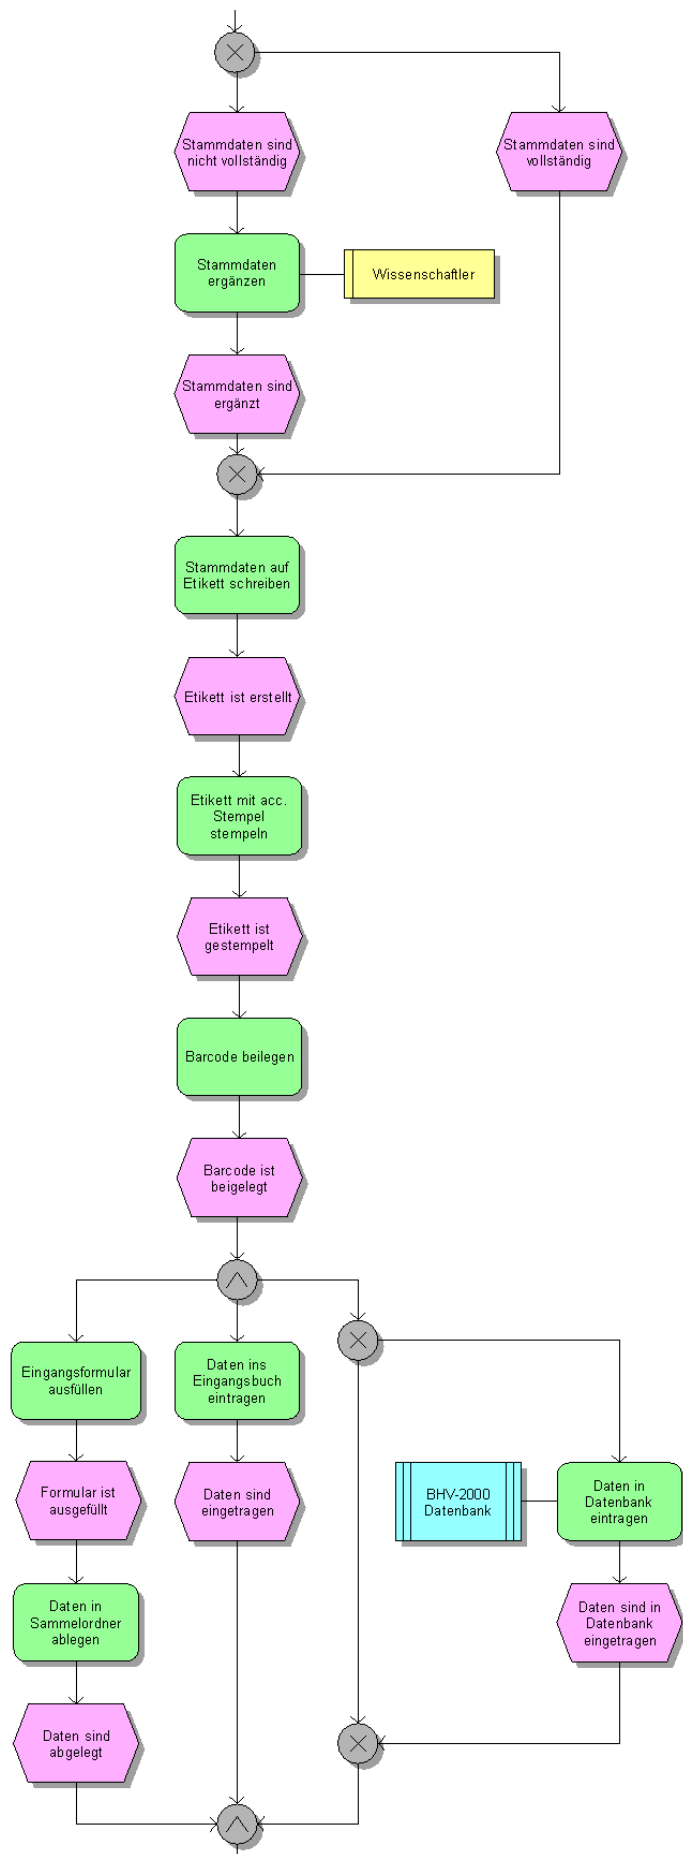 Stammdaten sind
nicht vollständig
Stammdaten sind
vollständig
Stammdaten
ergänzen
Wissenschaftler
Stammdaten sind
ergänzt
Stammdaten auf
Etikett schreiben
Etikett ist erstellt
Etikett mit acc.
Stempel
stempeln
Etikett ist
gestempelt
Barcode beilegen
Barcode ist
beigelegt
Eingangsformular
ausfüllen
Daten ins
Eingangsbuch
eintragen
Formular ist
ausgefüllt
Daten sind
eingetragen
BHV-2000
Datenbank
Daten in
Datenbank
eintragen
Daten in
Sammelordner
ablegen
Daten sind in
Datenbank
eingetragen
Daten sind
abgelegt